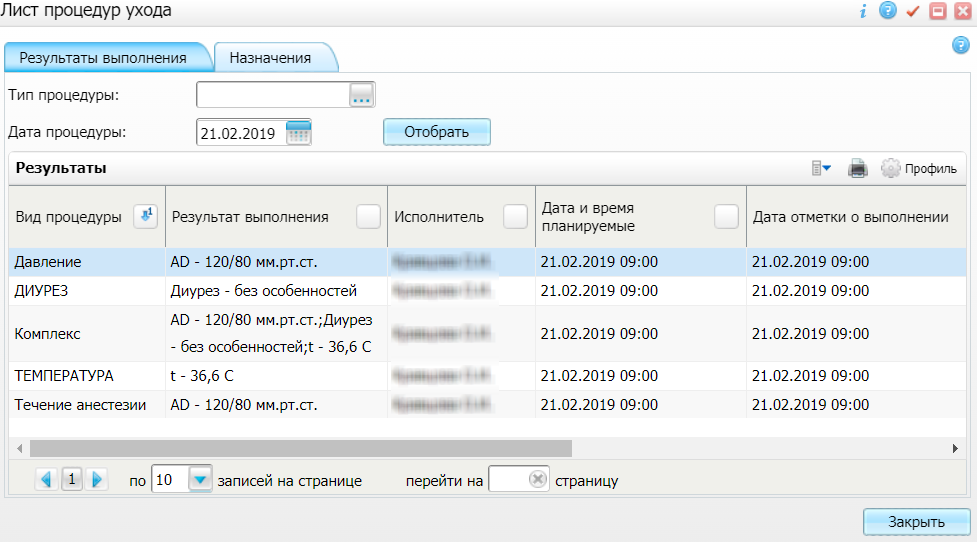 Лист процедур ухода
Результаты выполнения Назначения
Тип процедуры: ...
Дата процедуры: 21.02.2019 Отобрать
Результаты Профиль
Вид процедуры 1 Результат выполнения Исполнитель Дата и время Дата отметки о выполнении
планируемые
Давление AD - 120/80 мм.рт.ст. 21.02.2019 09:00 21.02.2019 09:00
ДИУРЕЗ Диурез - без особенностей 21.02.2019 09:00 21.02.2019 09:00
Комплекс AD - 120/80 мм.рт.ст.;Диурез 21.02.2019 09:00 21.02.2019 09:00
- без особенностей;t - 36,6 С
ТЕМПЕРАТУРА t - 36,6 С 21.02.2019 09:00 21.02.2019 09:00
Течение анестезии AD - 120/80 мм.рт.ст. 21.02.2019 09:00 21.02.2019 09:00
1 по 10 записей на странице перейти на страницу
Закрыть